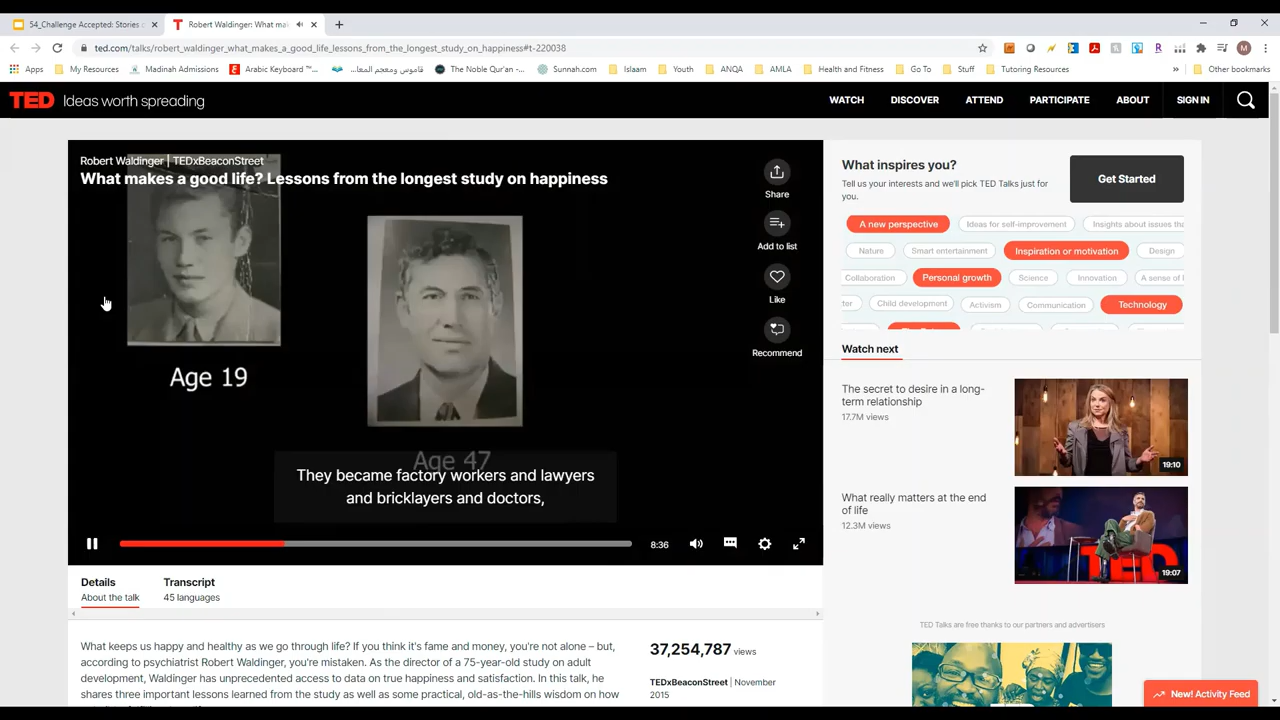 54_Challenge Accepted: Stories o
Robert Waldinger: What mak
ted.com/talks/robert_waldinger_what_makes_a_good_life_lessons_from_the_longest_study_on_happiness#t-220038
Apps
My Resources
Madinah Admissions
Arabic Keyboard ™...
قاموس ومعجم المعا...
The Noble Qur'an -...
Sunnah.com
Islaam
Youth
ANQA
AMLA
Health and Fitness
Go To
Stuff
Tutoring Resources
Other bookmarks
TED Ideas worth spreading
WATCH
DISCOVER
ATTEND
PARTICIPATE
ABOUT
SIGN IN
Robert Waldinger | TEDxBeaconStreet
What makes a good life? Lessons from the longest study on happiness
Share
Add to list
Like
Recommend
Age 19
Age 47
They became factory workers and lawyers
and bricklayers and doctors,
8:36
What inspires you?
Tell us your interests and we'll pick TED Talks just for
you.
Get Started
A new perspective
Ideas for self-improvement
Insights about issues tha
Nature
Smart entertainment
Inspiration or motivation
Design
Collaboration
Personal growth
Science
Innovation
A sense of
ter
Child development
Activism
Communication
Technology
Watch next
The secret to desire in a long-
term relationship
17.7M views
19:10
What really matters at the end
of life
12.3M views
TED
19:07
TED Talks are free thanks to our partners and advertisers
Details
About the talk
Transcript
45 languages
What keeps us happy and healthy as we go through life? If you think it's fame and money, you're not alone – but,
according to psychiatrist Robert Waldinger, you're mistaken. As the director of a 75-year-old study on adult
development, Waldinger has unprecedented access to data on true happiness and satisfaction. In this talk, he
shares three important lessons learned from the study as well as some practical, old-as-the-hills wisdom on how
37,254,787 views
TEDxBeaconStreet | November
2015
New! Activity Feed